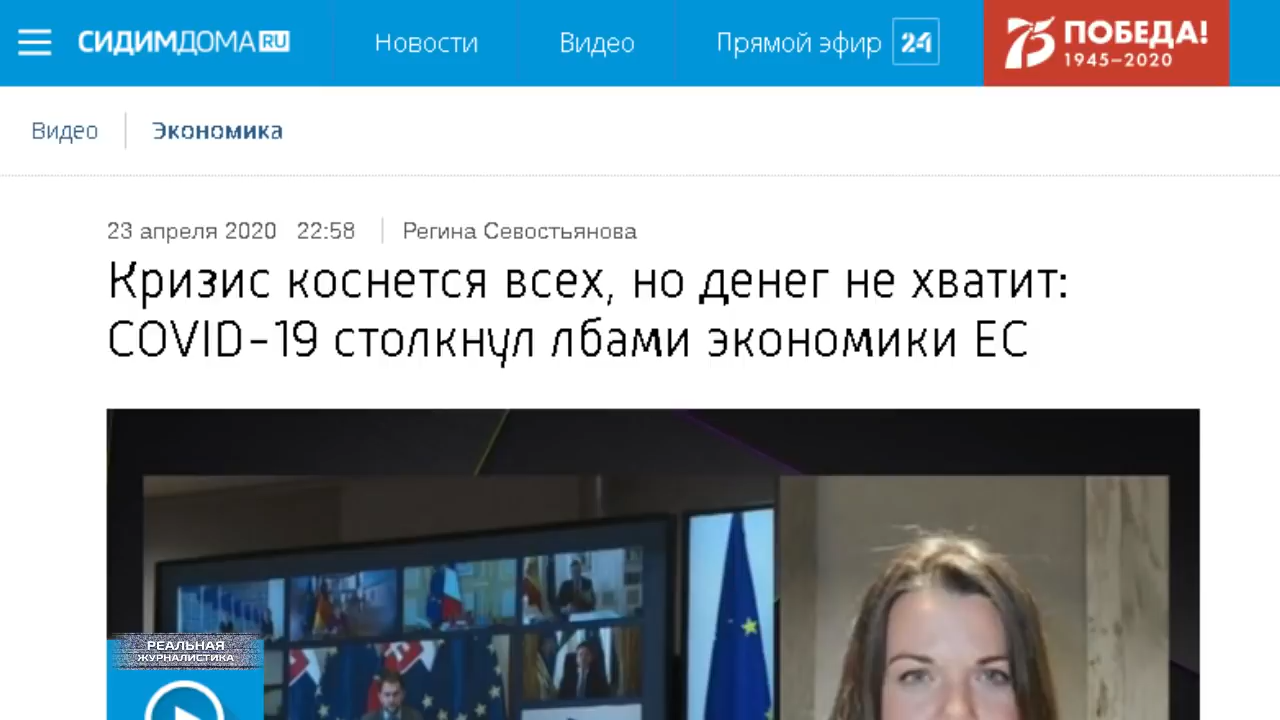 СИДИМДОМА RU
Новости
Видео
Прямой эфир 24
75 ПОБЕДА!
1945–2020
Видео
Экономика
23 апреля 2020 22:58 Регина Севостьянова
Кризис коснется всех, но денег не хватит:
COVID-19 столкнул лбами экономики ЕС
РЕАЛЬНАЯ
ЖУРНАЛИСТИКА